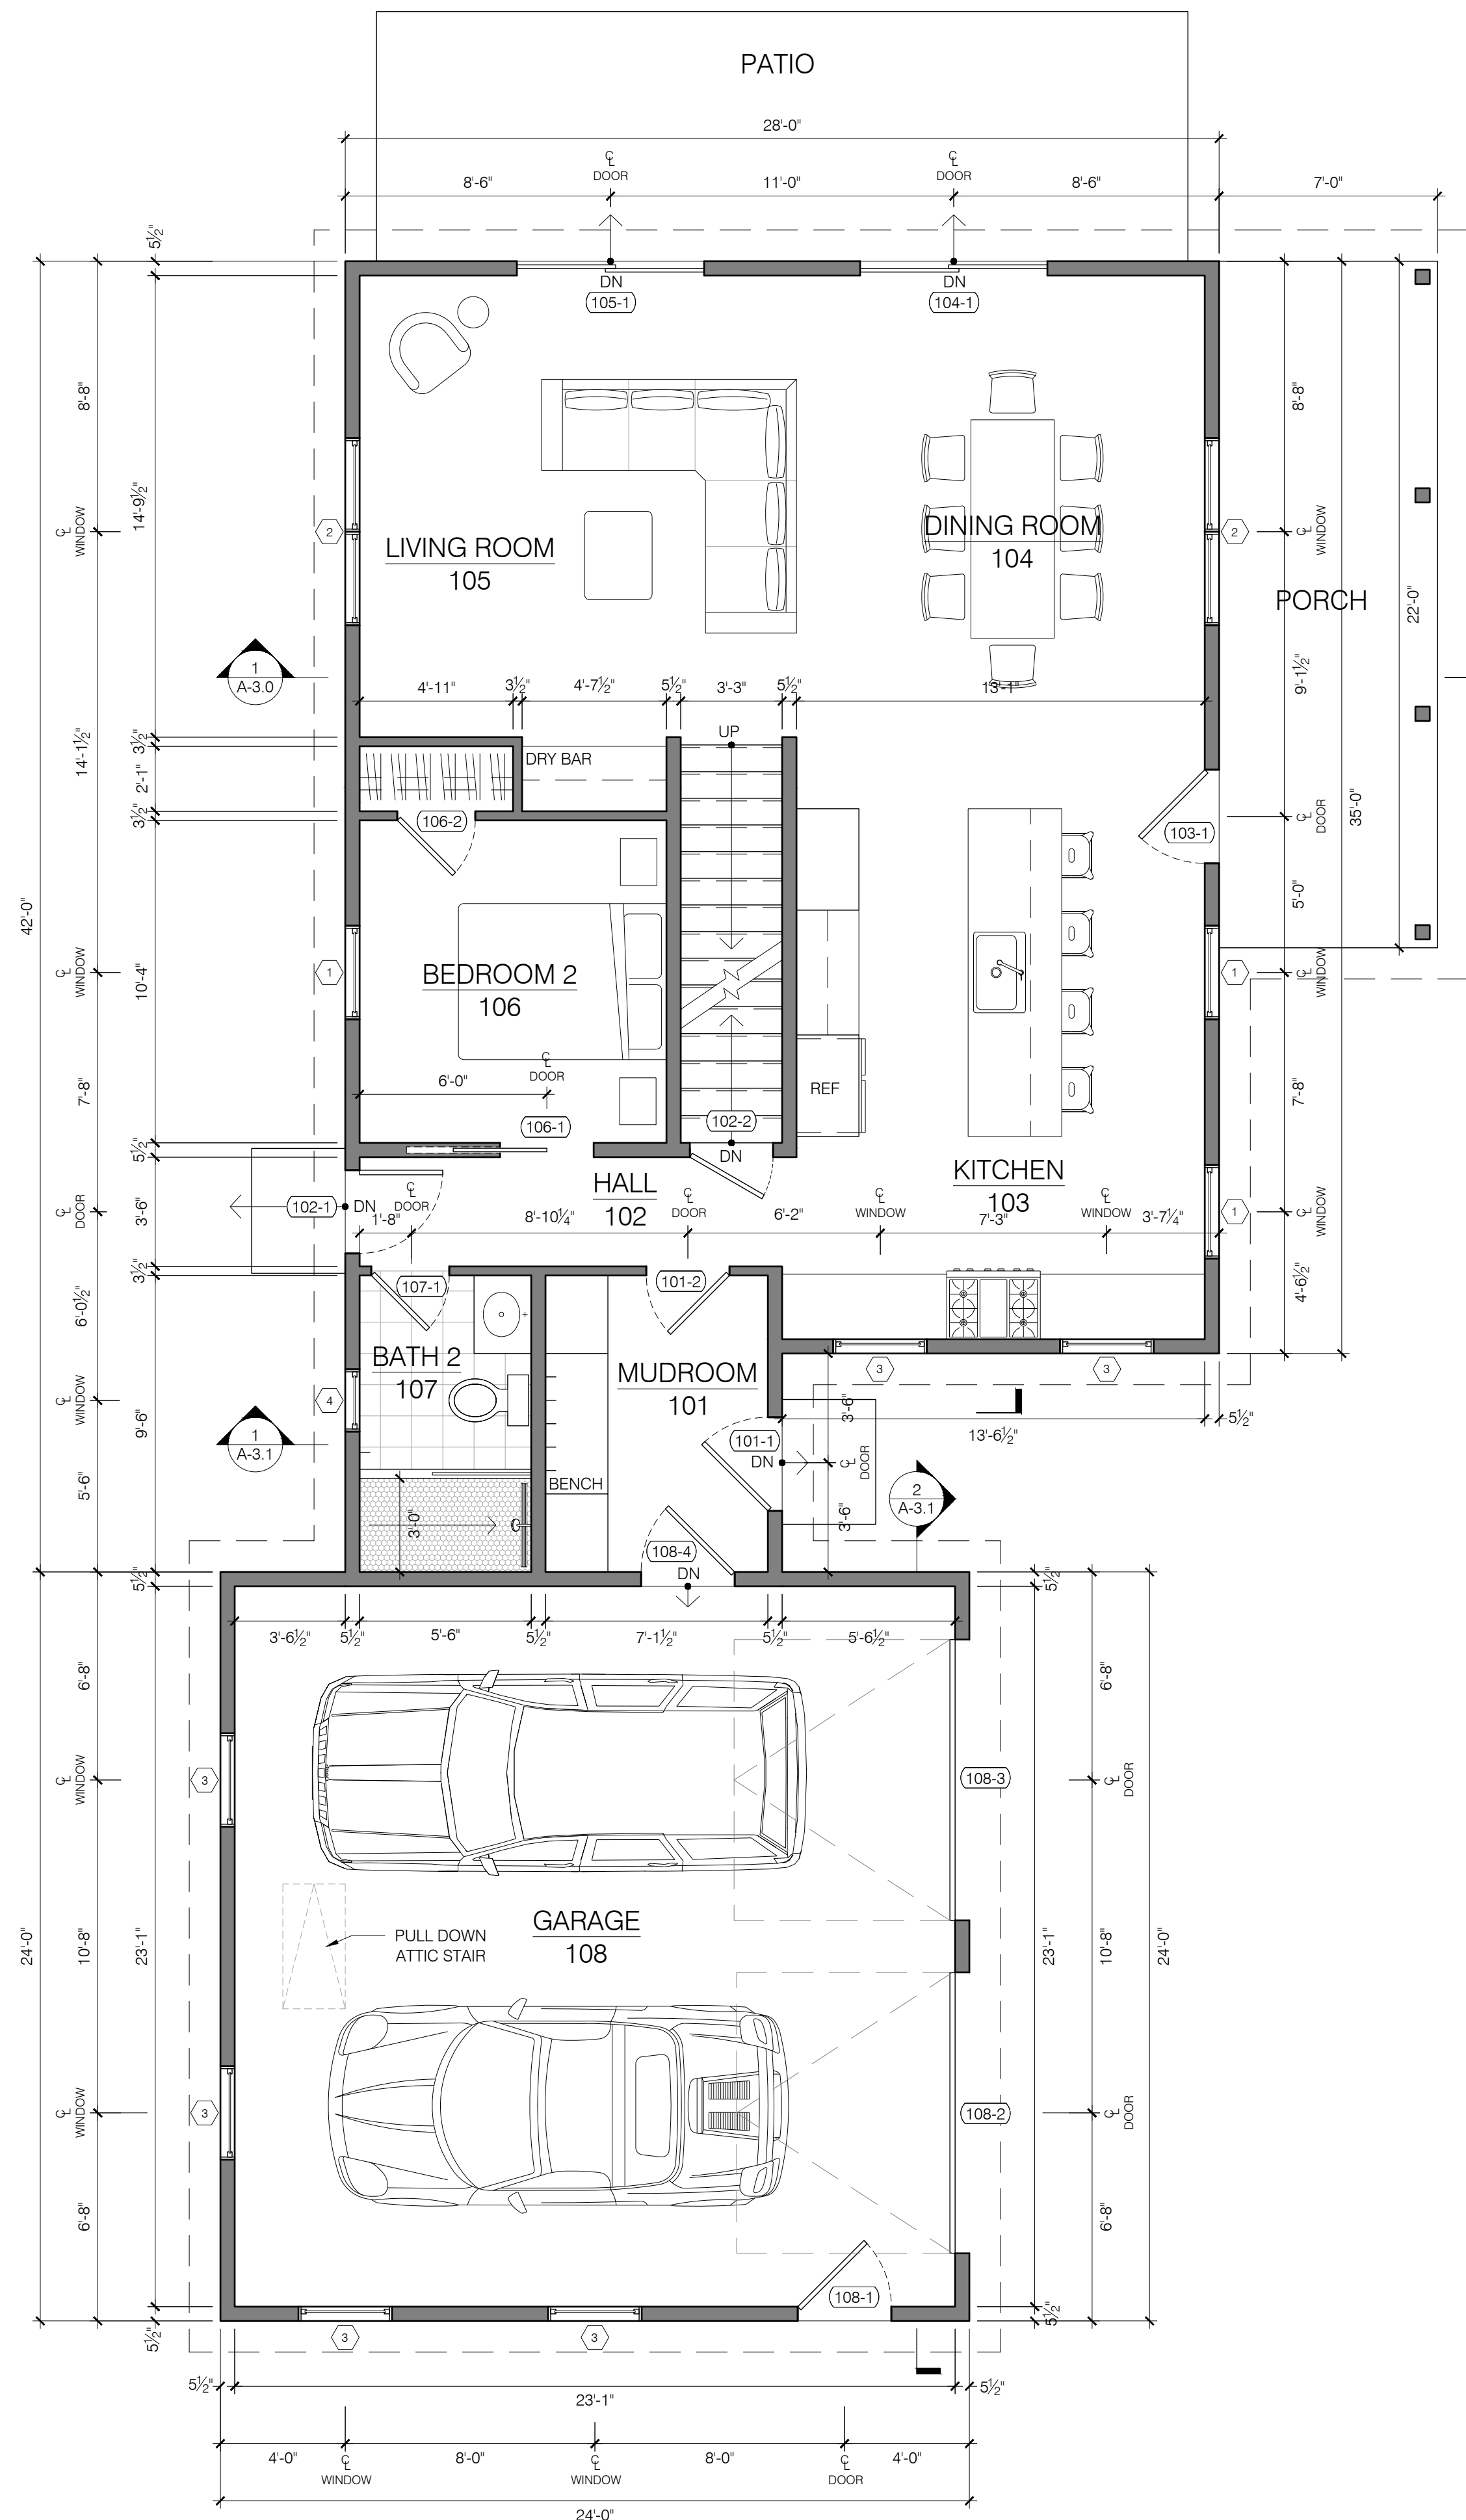 PATIO
28'-0"
8'-6"
℄
DOOR
11'-0"
℄
DOOR
8'-6"
7'-0"
5½"
DN
105-1
DN
104-1
8'-8"
8'-8"
14'-9½"
℄
WINDOW
2
LIVING ROOM
105
DINING ROOM
104
2
℄
WINDOW
PORCH
22'-0"
1
A-3.0
4'-11"
3½"
4'-7½"
5½"
3'-3"
5½"
13'-1"
9'-1½"
14'-1½"
3½"
2'-1"
3½"
DRY BAR
UP
106-2
103-1
℄
DOOR
35'-0"
42'-0"
5'-0"
℄
WINDOW
10'-4"
1
BEDROOM 2
106
1
℄
WINDOW
6'-0"
℄
DOOR
REF
7'-8"
7'-8"
106-1
102-2
DN
5½"
℄
DOOR
3'-6"
102-1
DN
℄
DOOR
1'-8"
8'-10¼"
HALL
102
℄
DOOR
6'-2"
℄
WINDOW
KITCHEN
103
7'-3"
℄
WINDOW
3'-7¼"
1
℄
WINDOW
3½"
6'-0½"
107-1
101-2
4'-6½"
BATH 2
107
MUDROOM
101
3
3
℄
WINDOW
4
9'-6"
3'-6"
13'-6½"
5½"
1
A-3.1
101-1
DN
℄
DOOR
5'-6"
BENCH
2
A-3.1
3'-0"
3'-6"
108-4
DN
5½"
5½"
3'-6½"
5½"
5'-6"
5½"
7'-1½"
5½"
5'-6½"
6'-8"
6'-8"
℄
WINDOW
3
108-3
℄
DOOR
GARAGE
108
PULL DOWN
ATTIC STAIR
24'-0"
10'-8"
23'-1"
23'-1"
10'-8"
24'-0"
℄
WINDOW
3
108-2
℄
DOOR
6'-8"
6'-8"
108-1
5½"
5½"
3
3
5½"
23'-1"
5½"
4'-0"
℄
WINDOW
8'-0"
℄
WINDOW
8'-0"
℄
DOOR
4'-0"
24'-0"